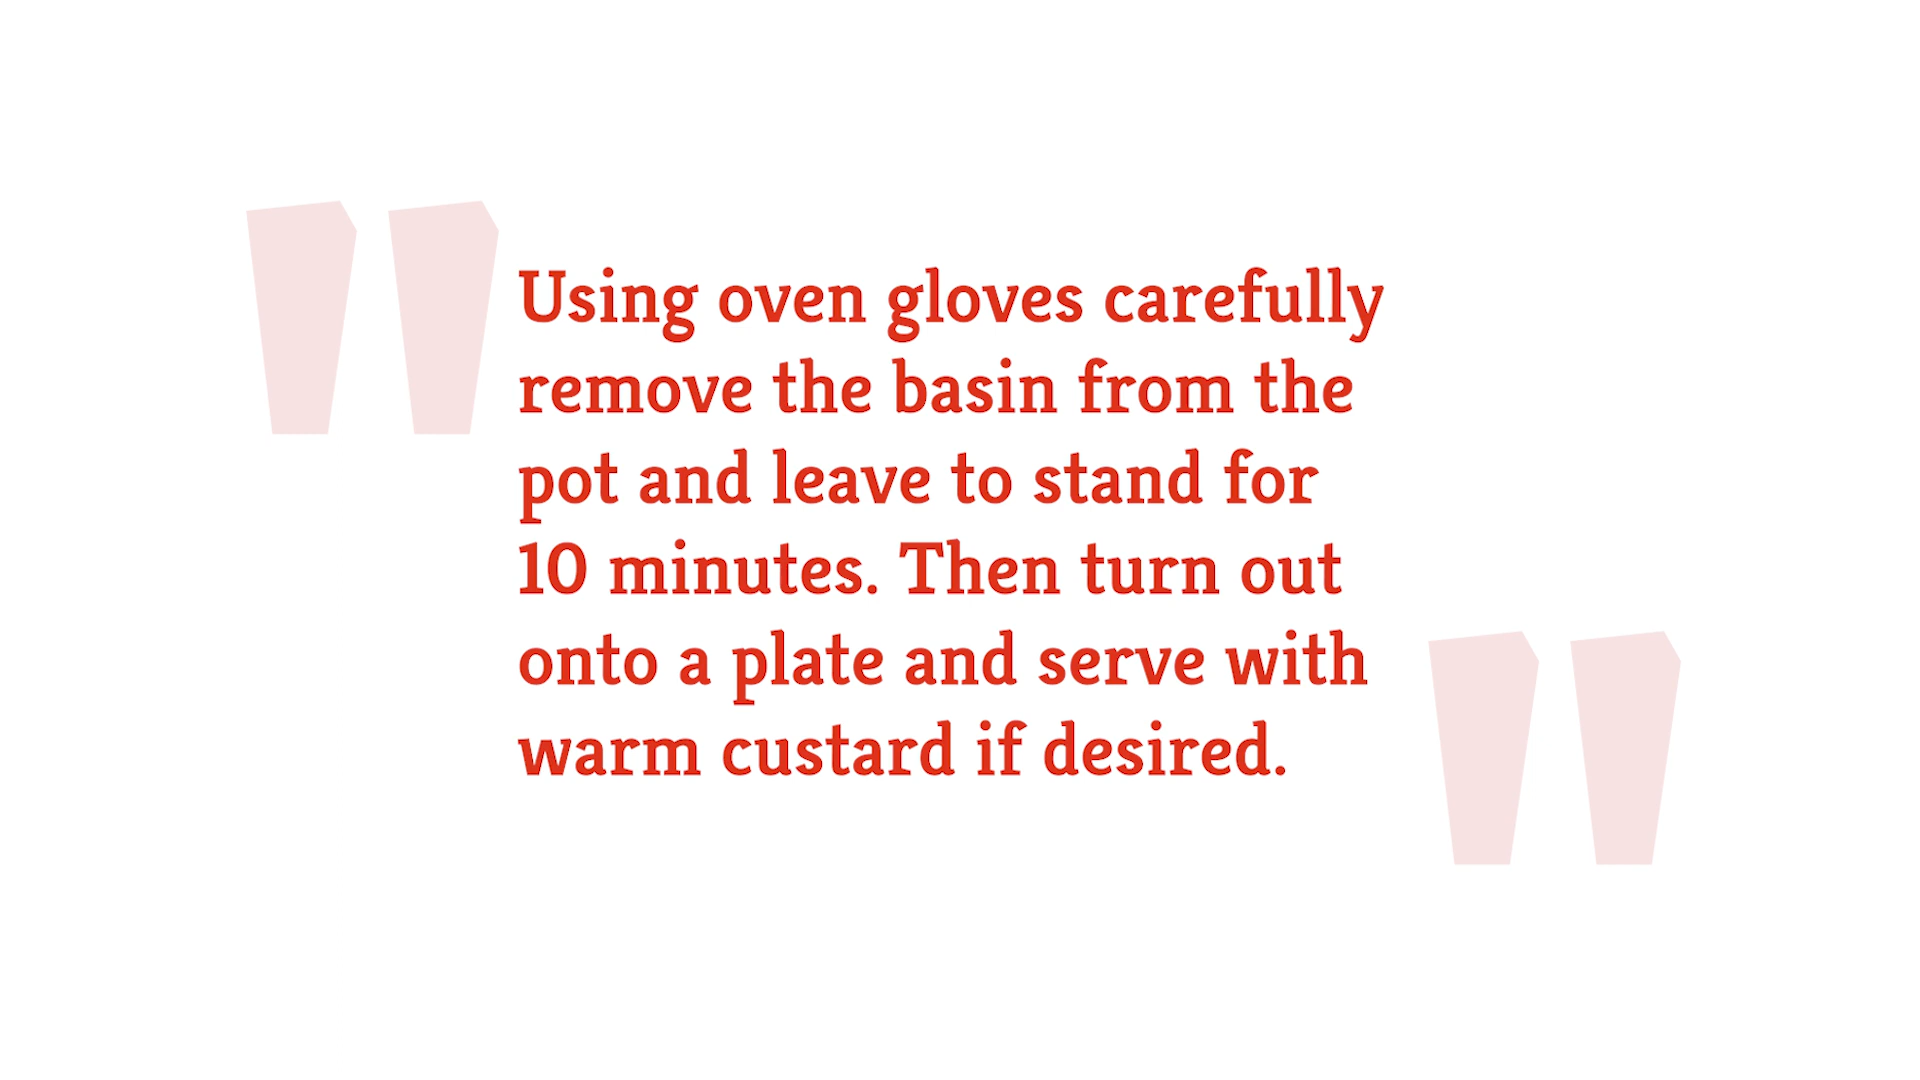 "Using oven gloves carefully
remove the basin from the
pot and leave to stand for
10 minutes. Then turn out
onto a plate and serve with
warm custard if desired."